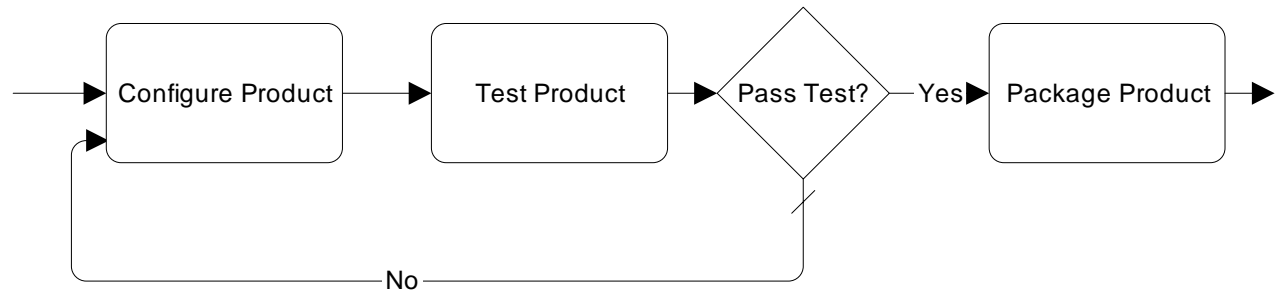 Configure Product
Test Product
Pass Test?
Yes
Package Product
No